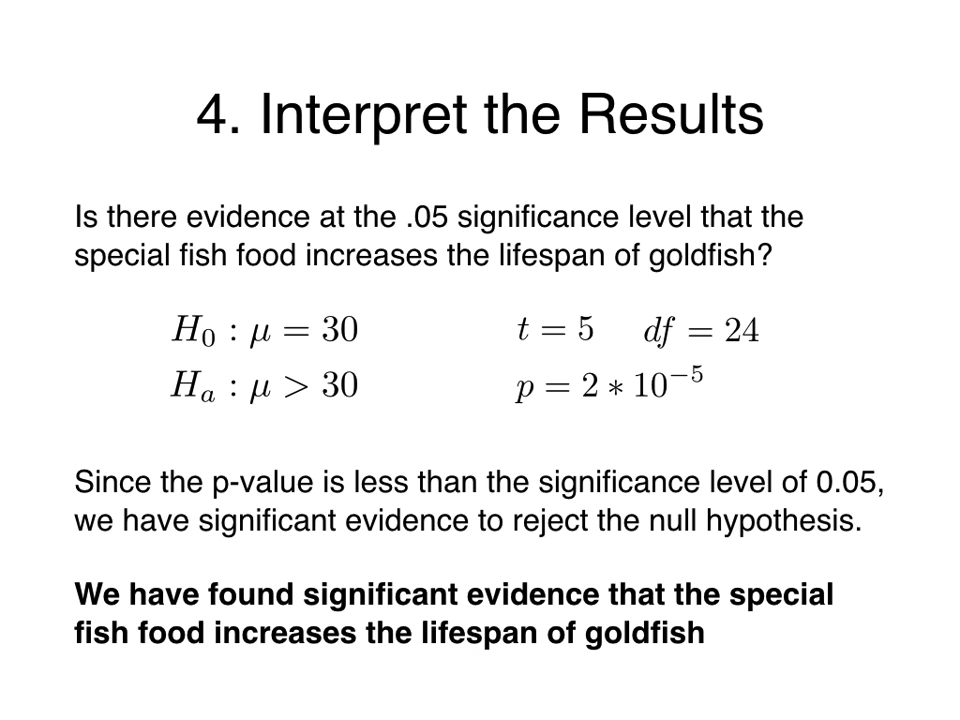 4. Interpret the Results
Is there evidence at the .05 significance level that the
special fish food increases the lifespan of goldfish?
H₀ : μ = 30 t = 5 df = 24
Hₐ : μ > 30 p = 2 * 10⁻⁵
Since the p-value is less than the significance level of 0.05,
we have significant evidence to reject the null hypothesis.
We have found significant evidence that the special
fish food increases the lifespan of goldfish